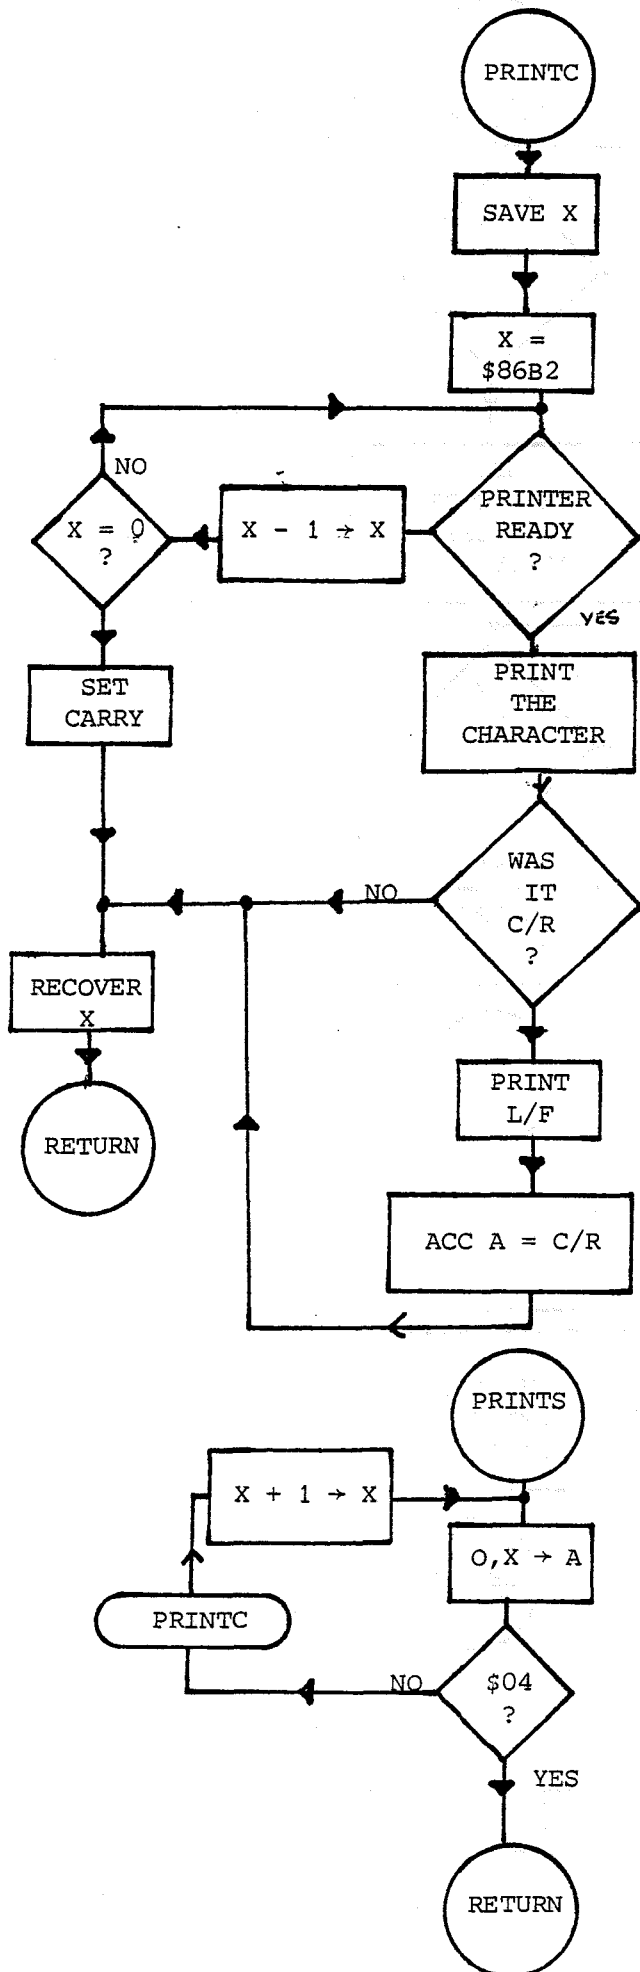 PRINTC
SAVE X
X =
$86B2
NO
X = 0
?
X - 1 → X
PRINTER
READY
?
YES
SET
CARRY
PRINT
THE
CHARACTER
WAS
IT
C/R
?
NO
RECOVER
X
RETURN
PRINT
L/F
ACC A = C/R
PRINTS
X + 1 → X
O,X → A
PRINTC
NO
$04
?
YES
RETURN